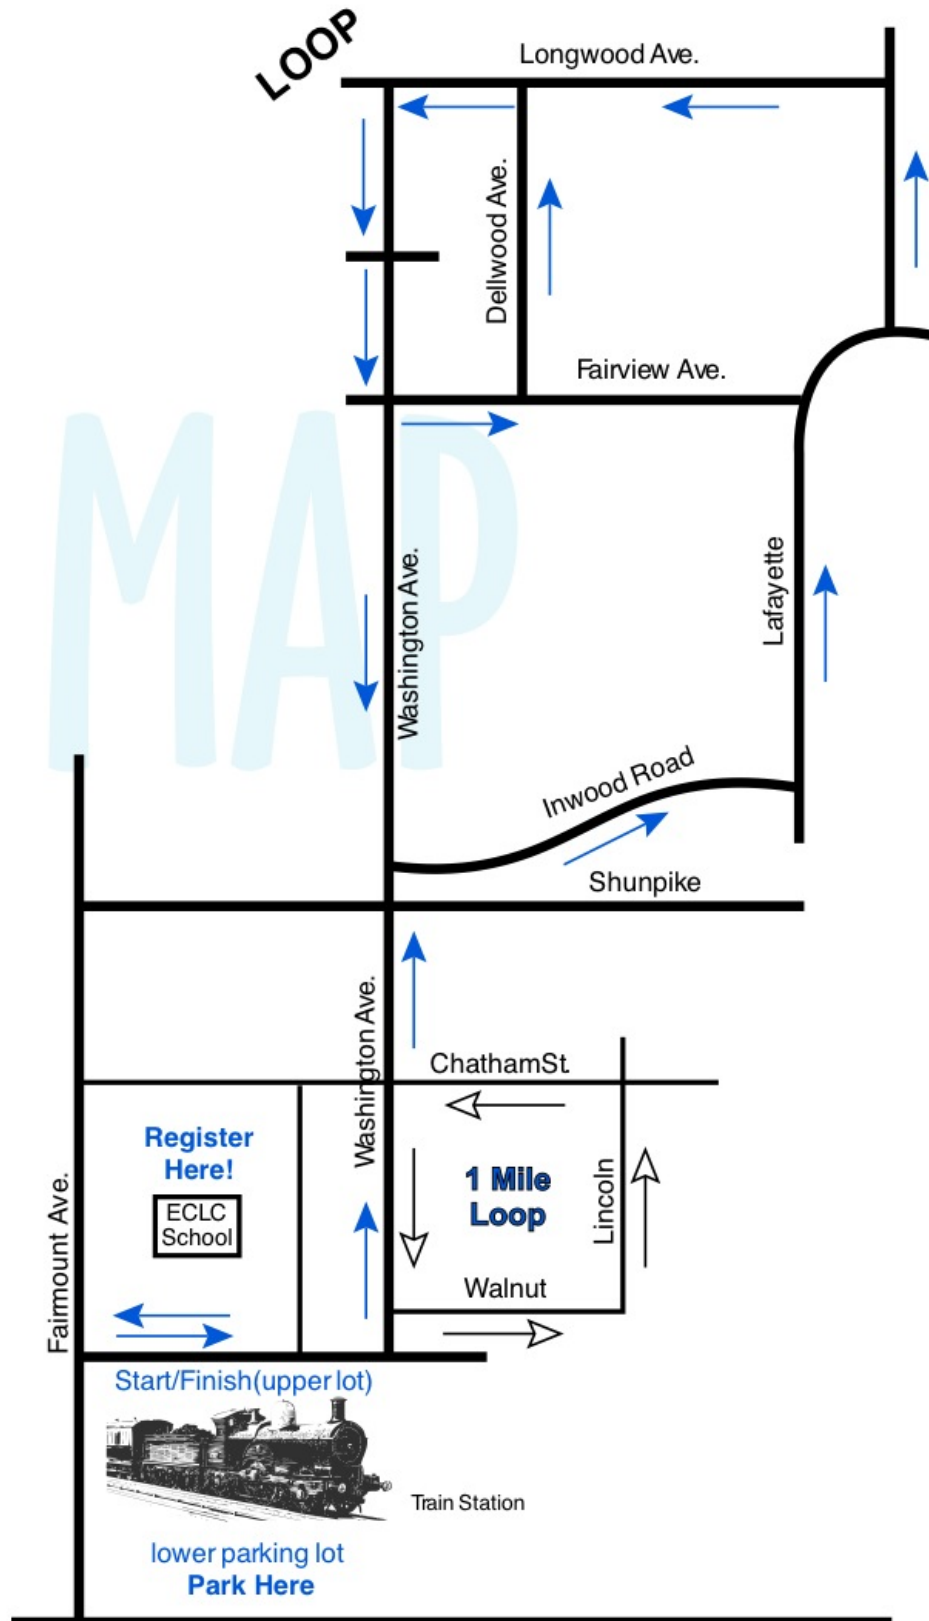 LOOP
Longwood Ave.
Dellwood Ave.
Fairview Ave.
MAP
Washington Ave.
Lafayette
Inwood Road
Shunpike
Washington Ave.
ChathamSt.
Register
Here!
ECLC
School
1 Mile
Loop
Lincoln
Fairmount Ave.
Walnut
Start/Finish(upper lot)
Train Station
lower parking lot
Park Here